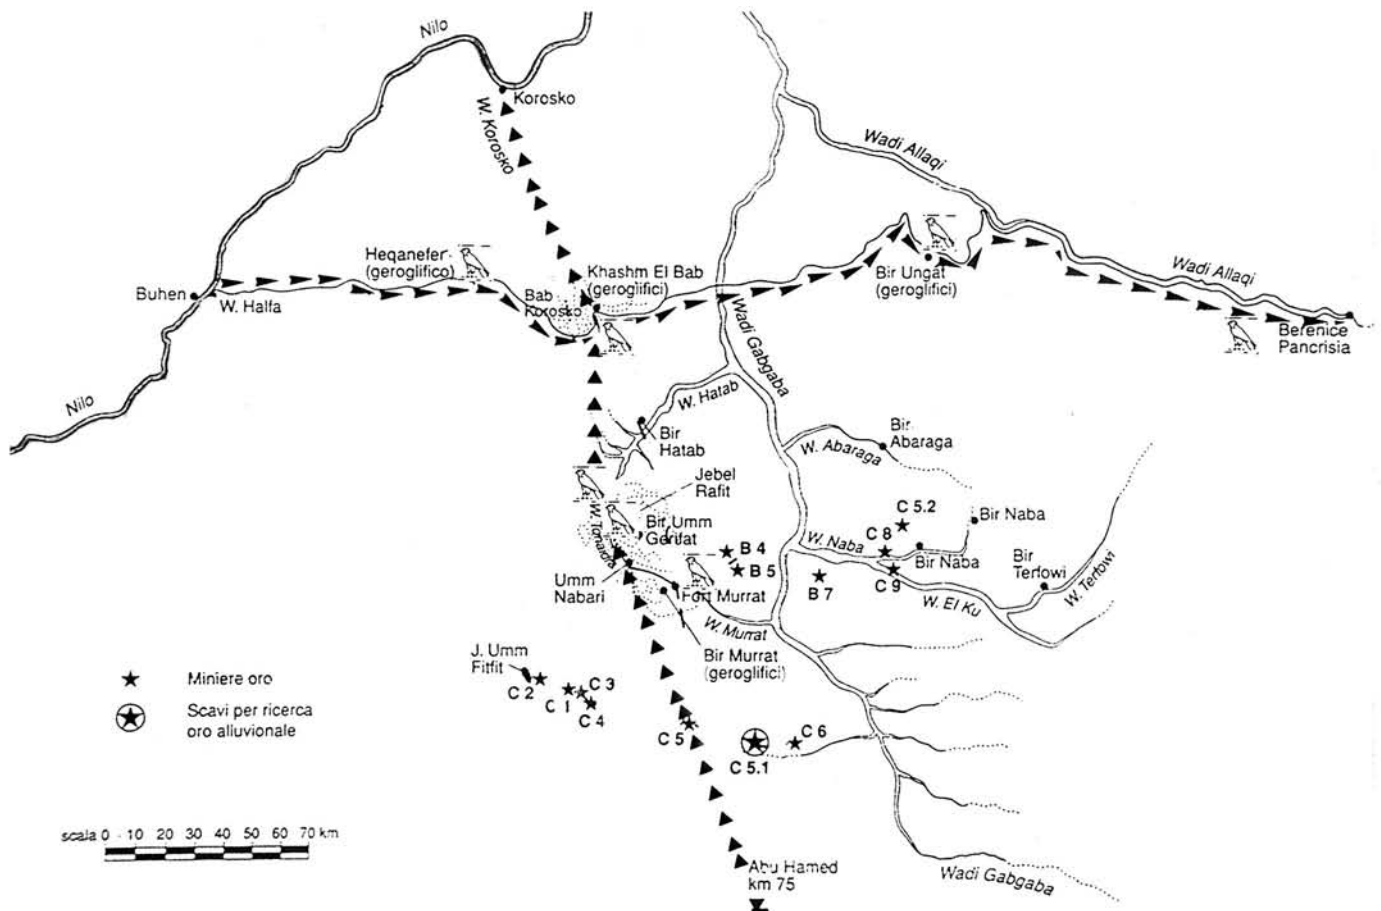 Nilo
Korosko
W. Korosko
Wadi Allaqi
Heqanefer
(geroglifico)
Khashm El Bab
(geroglifici)
Bir Ungat
(geroglifici)
Wadi Allaqi
Buhen
W. Halfa
Bab
Korosko
Berenice
Pancrisia
Wadi Gabgaba
Nilo
W. Hatab
Bir
Hatab
Bir
Abaraga
W. Abaraga
Jebel
Rafit
C 5.2
Bir Naba
Bir Umm
Gerifat
B 4
C 8
W. Naba
Bir Naba
Bir
Terfowi
W. Terfowi
B 5
Umm
Nabari
Fort Murrat
B 7
C 9
W. El Ku
W. Murrat
J. Umm
Fitfit
Bir Murrat
(geroglifici)
C 2
C 3
C 1
C 4
Miniere oro
Scavi per ricerca
oro alluvionale
C 5
C 6
C 5.1
scala 0 - 10 20 30 40 50 60 70 km
Abu Hamed
km 75
Wadi Gabgaba